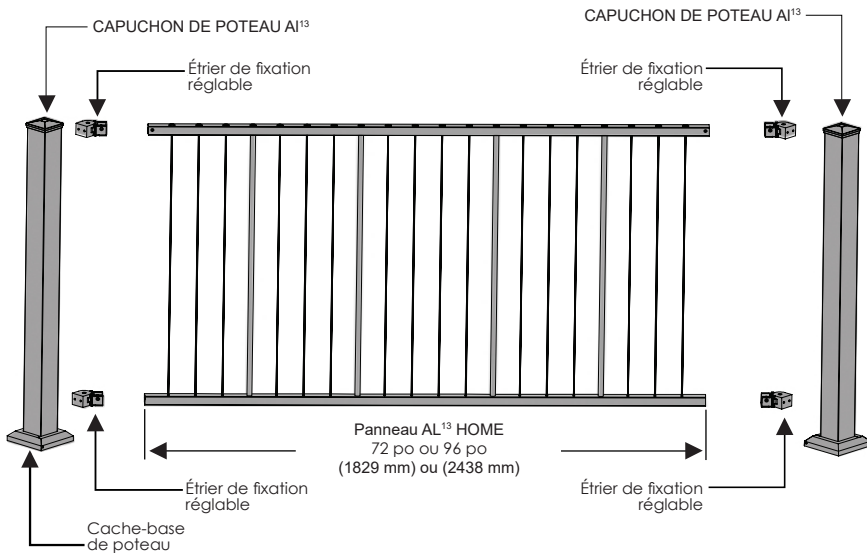 CAPUCHON DE POTEAU Al¹³
CAPUCHON DE POTEAU Al¹³
Étrier de fixation
réglable
Étrier de fixation
réglable
Panneau AL¹³ HOME
72 po ou 96 po
(1829 mm) ou (2438 mm)
Étrier de fixation
réglable
Étrier de fixation
réglable
Cache-base
de poteau